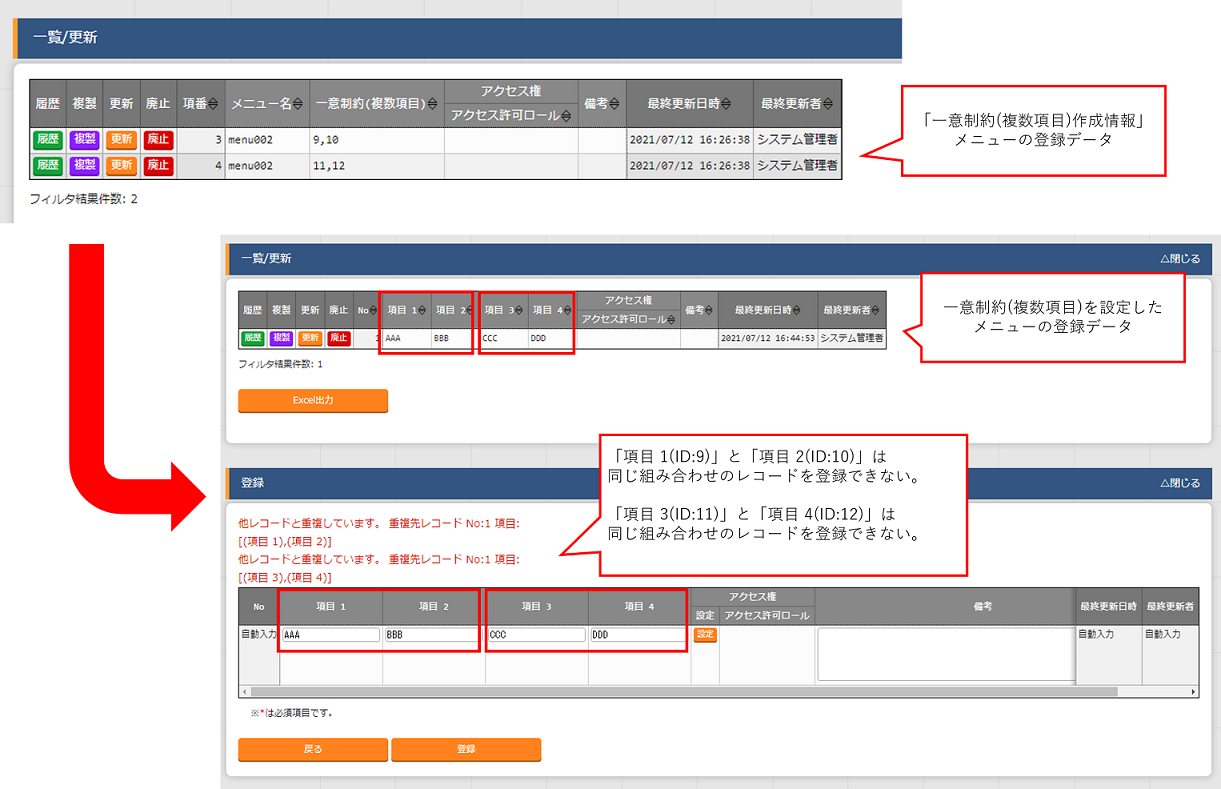 一覧/更新
履歴 複製 更新 廃止 項番 メニュー名 一意制約(複数項目) アクセス権 備考 最終更新日時 最終更新者
アクセス許可ロール
履歴 複製 更新 廃止 3 menu002 9,10 2021/07/12 16:26:38 システム管理者
履歴 複製 更新 廃止 4 menu002 11,12 2021/07/12 16:26:38 システム管理者
フィルタ結果件数: 2
「一意制約(複数項目)作成情報」
メニューの登録データ
一覧/更新 △閉じる
履歴 複製 更新 廃止 No 項目 1 項目 2 項目 3 項目 4 アクセス権 備考 最終更新日時 最終更新者
アクセス許可ロール
履歴 複製 更新 廃止 1 AAA BBB CCC DDD 2021/07/12 16:44:53 システム管理者
フィルタ結果件数: 1
Excel出力
一意制約(複数項目)を設定した
メニューの登録データ
登録 △閉じる
「項目 1(ID:9)」と「項目 2(ID:10)」は
同じ組み合わせのレコードを登録できない。
「項目 3(ID:11)」と「項目 4(ID:12)」は
同じ組み合わせのレコードを登録できない。
他レコードと重複しています。 重複先レコード No:1 項目:
[(項目 1),(項目 2)]
他レコードと重複しています。 重複先レコード No:1 項目:
[(項目 3),(項目 4)]
No 項目 1 項目 2 項目 3 項目 4 アクセス権 備考 最終更新日時 最終更新者
設定 アクセス許可ロール
自動入力 AAA BBB CCC DDD 設定 自動入力 自動入力
※*は必須項目です。
戻る 登録